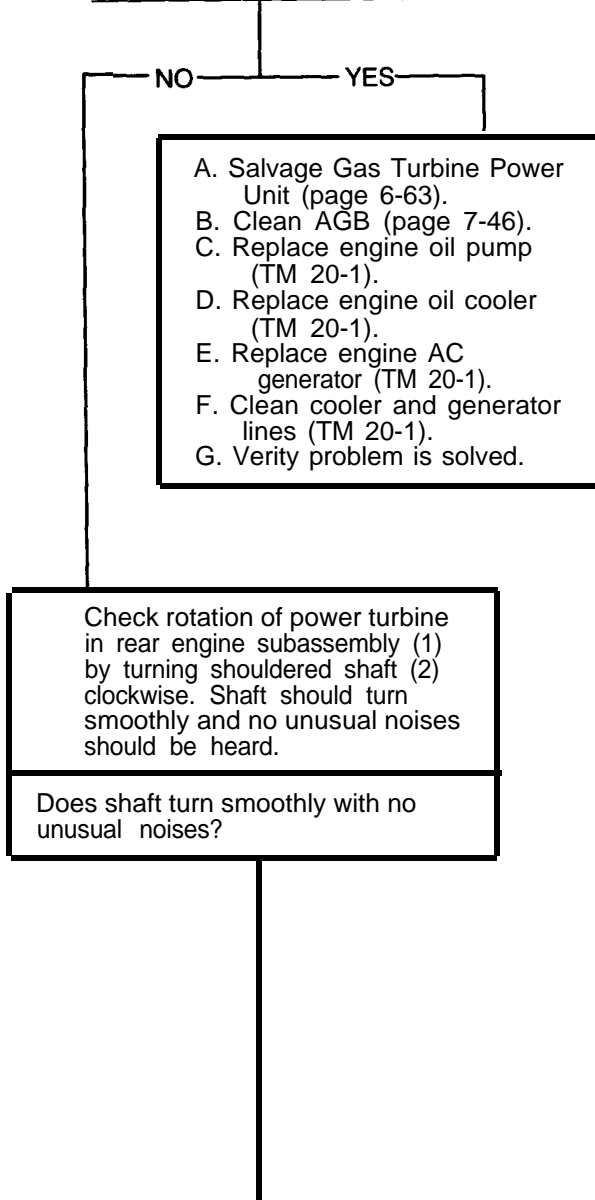 NO YES
A. Salvage Gas Turbine Power
Unit (page 6-63).
B. Clean AGB (page 7-46).
C. Replace engine oil pump
(TM 20-1).
D. Replace engine oil cooler
(TM 20-1).
E. Replace engine AC
generator (TM 20-1).
F. Clean cooler and generator
lines (TM 20-1).
G. Verity problem is solved.
Check rotation of power turbine
in rear engine subassembly (1)
by turning shouldered shaft (2)
clockwise. Shaft should turn
smoothly and no unusual noises
should be heard.
Does shaft turn smoothly with no
unusual noises?